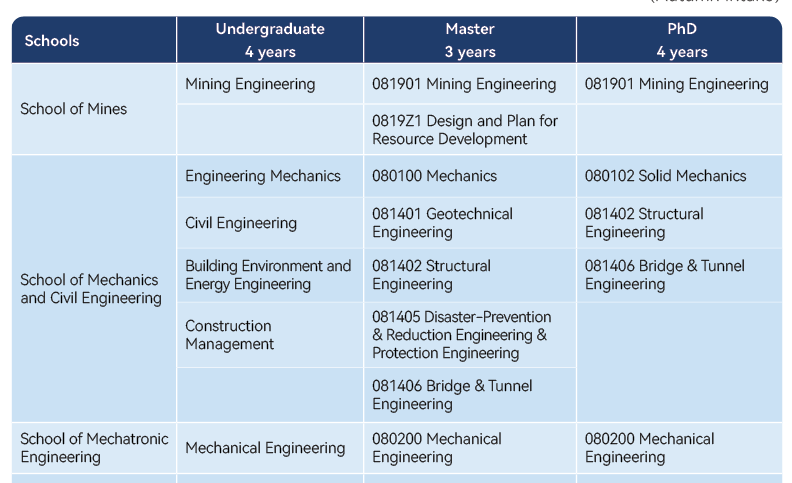 Schools
Undergraduate
4 years
Master
3 years
PhD
4 years
School of Mines
Mining Engineering
081901 Mining Engineering
081901 Mining Engineering
0819Z1 Design and Plan for
Resource Development
School of Mechanics
and Civil Engineering
Engineering Mechanics
080100 Mechanics
080102 Solid Mechanics
Civil Engineering
081401 Geotechnical
Engineering
081402 Structural
Engineering
Building Environment and
Energy Engineering
081402 Structural
Engineering
081406 Bridge & Tunnel
Engineering
Construction
Management
081405 Disaster-Prevention
& Reduction Engineering &
Protection Engineering
081406 Bridge & Tunnel
Engineering
School of Mechatronic
Engineering
Mechanical Engineering
080200 Mechanical
Engineering
080200 Mechanical
Engineering